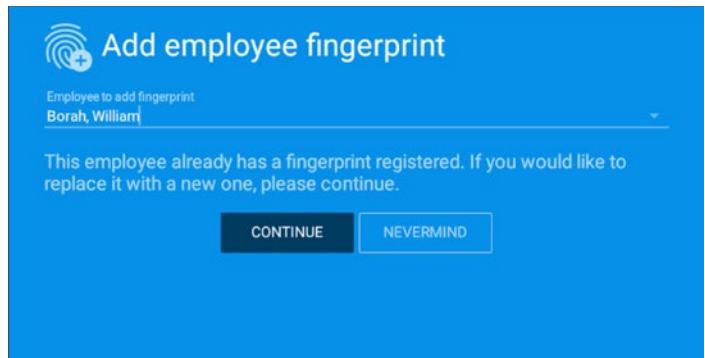 Add employee fingerprint
Employee to add fingerprint
Borah, William
This employee already has a fingerprint registered. If you would like to
replace it with a new one, please continue.
CONTINUE NEVERMIND